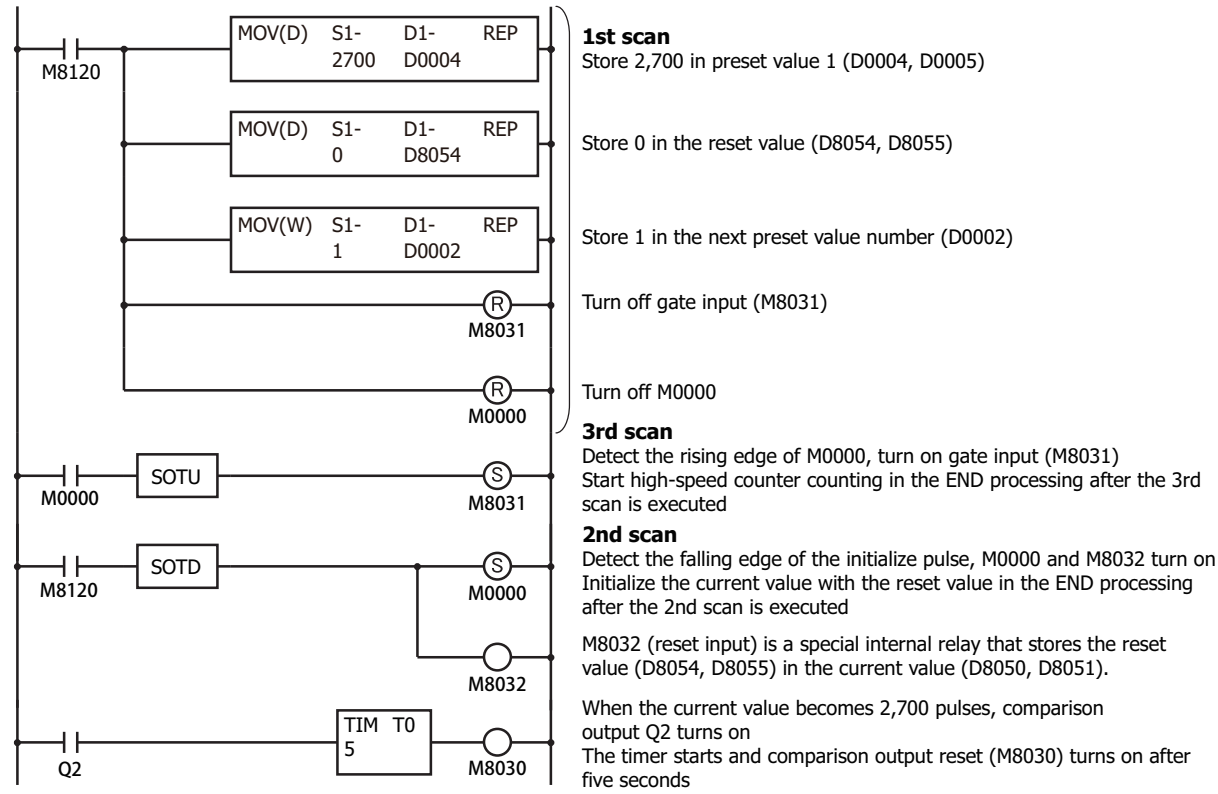 MOV(D) S1- D1- REP
2700 D0004
M8120
1st scan
Store 2,700 in preset value 1 (D0004, D0005)
MOV(D) S1- D1- REP
0 D8054
Store 0 in the reset value (D8054, D8055)
MOV(W) S1- D1- REP
1 D0002
Store 1 in the next preset value number (D0002)
R
M8031
Turn off gate input (M8031)
R
M0000
Turn off M0000
3rd scan
Detect the rising edge of M0000, turn on gate input (M8031)
Start high-speed counter counting in the END processing after the 3rd
scan is executed
M0000
SOTU
S
M8031
2nd scan
Detect the falling edge of the initialize pulse, M0000 and M8032 turn on
Initialize the current value with the reset value in the END processing
after the 2nd scan is executed
M8120
SOTD
S
M0000
M8032 (reset input) is a special internal relay that stores the reset
value (D8054, D8055) in the current value (D8050, D8051).
M8032
When the current value becomes 2,700 pulses, comparison
output Q2 turns on
The timer starts and comparison output reset (M8030) turns on after
five seconds
Q2
TIM T0
5
M8030